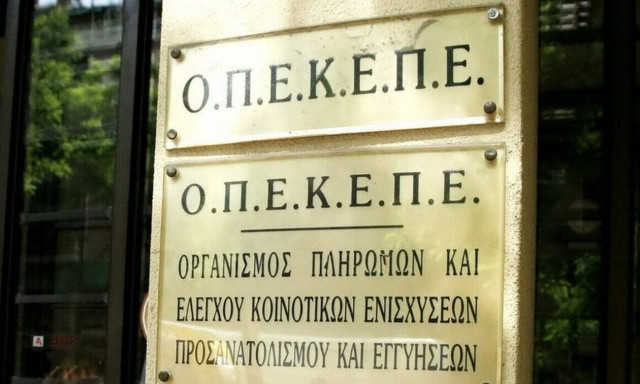 Ο.Π.Ε.Κ.Ε.Π.Ε.
Ο.Π.Ε.Κ.Ε.Π.Ε.
ΟΡΓΑΝΙΣΜΟΣ ΠΛΗΡΩΜΩΝ ΚΑΙ
ΕΛΕΓΧΟΥ ΚΟΙΝΟΤΙΚΩΝ ΕΝΙΣΧΥΣΕΩΝ
ΠΡΟΣΑΝΑΤΟΛΙΣΜΟΥ ΚΑΙ ΕΓΓΥΗΣΕΩΝ